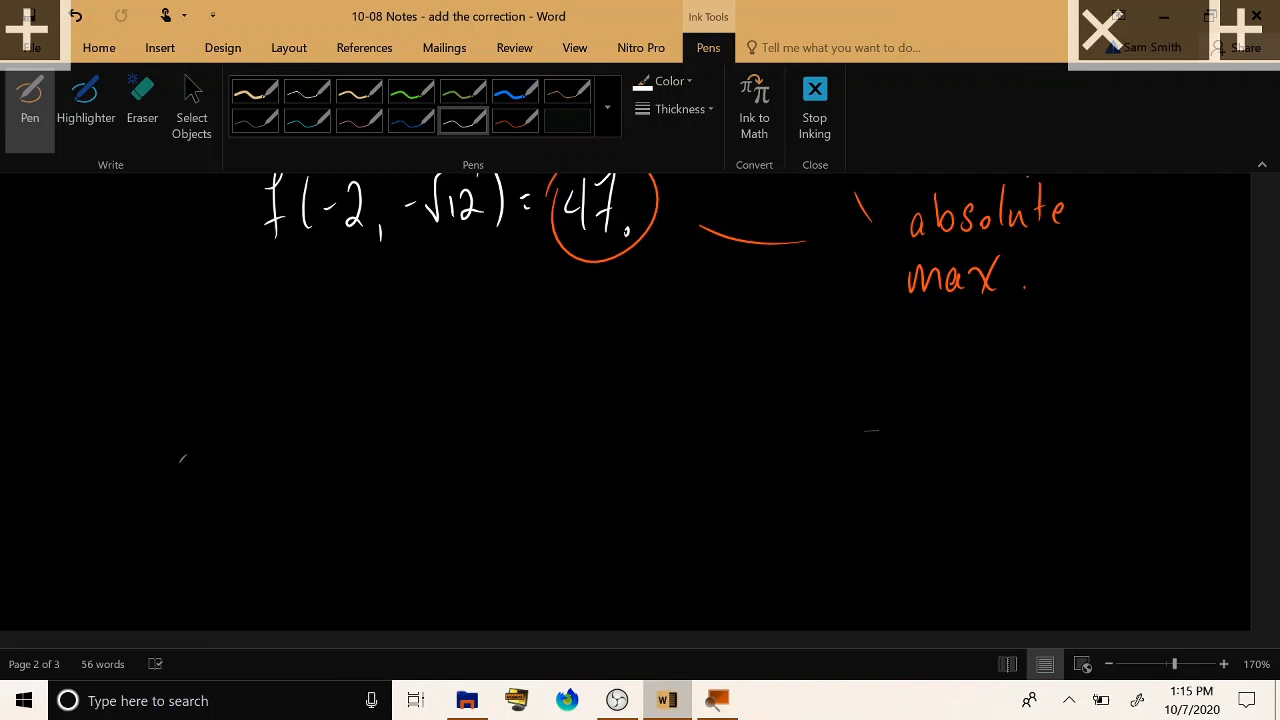 10-08 Notes - add the correction - Word
Ink Tools
File Home Insert Design Layout References Mailings Review View Nitro Pro Pens Tell me what you want to do... Sam Smith Share
Pen Highlighter Eraser Select Objects
Color
Thickness
Ink to Math
Stop Inking
Write Pens Convert Close
f(-2, -√12) = 47.
absolute
max.
Page 2 of 3 56 words 170%
Type here to search
1:15 PM
10/7/2020